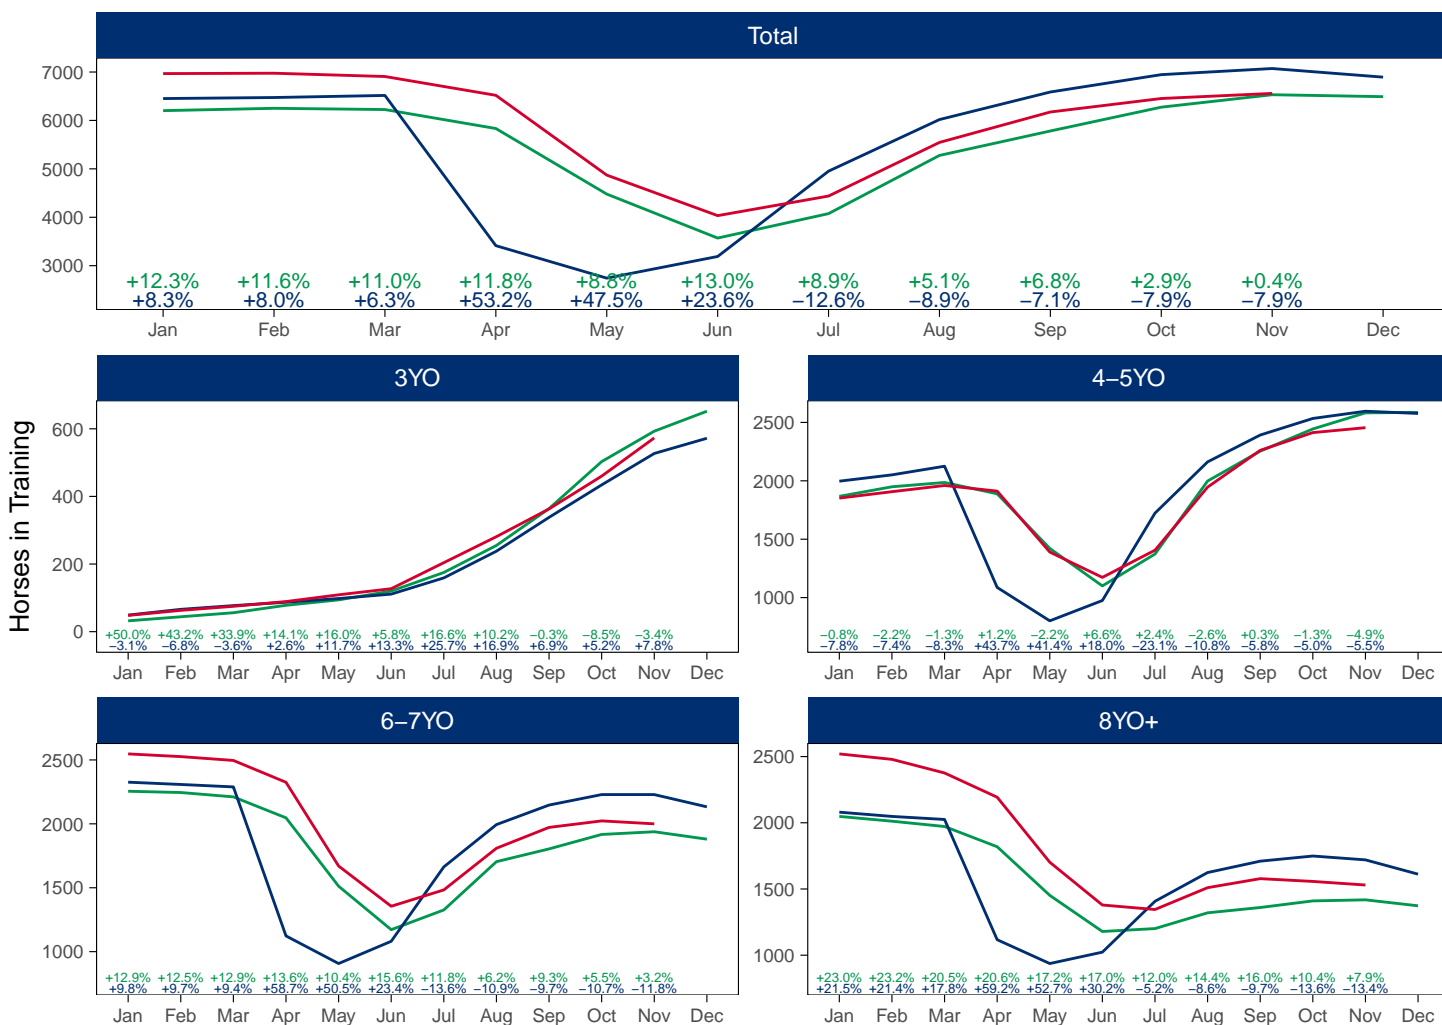 Total
7000
6000
5000
4000
3000
+12.3% +11.6% +11.0% +11.8% +8.8% +13.0% +8.9% +5.1% +6.8% +2.9% +0.4%
+8.3% +8.0% +6.3% +53.2% +47.5% +23.6% −12.6% −8.9% −7.1% −7.9% −7.9%
Jan Feb Mar Apr May Jun Jul Aug Sep Oct Nov Dec
Horses in Training
3YO
600
400
200
0
+50.0% +43.2% +33.9% +14.1% +16.0% +5.8% +16.6% +10.2% −0.3% −8.5% −3.4%
−3.1% −6.8% −3.6% +2.6% +11.7% +13.3% +25.7% +16.9% +6.9% +5.2% +7.8%
Jan Feb Mar Apr May Jun Jul Aug Sep Oct Nov Dec
4–5YO
2500
2000
1500
1000
−0.8% −2.2% −1.3% +1.2% −2.2% +6.6% +2.4% −2.6% +0.3% −1.3% −4.9%
−7.8% −7.4% −8.3% +43.7% +41.4% +18.0% −23.1% −10.8% −5.8% −5.0% −5.5%
Jan Feb Mar Apr May Jun Jul Aug Sep Oct Nov Dec
6–7YO
2500
2000
1500
1000
+12.9% +12.5% +12.9% +13.6% +10.4% +15.6% +11.8% +6.2% +9.3% +5.5% +3.2%
+9.8% +9.7% +9.4% +58.7% +50.5% +23.4% −13.6% −10.9% −9.7% −10.7% −11.8%
Jan Feb Mar Apr May Jun Jul Aug Sep Oct Nov Dec
8YO+
2500
2000
1500
1000
+23.0% +23.2% +20.5% +20.6% +17.2% +17.0% +12.0% +14.4% +16.0% +10.4% +7.9%
+21.5% +21.4% +17.8% +59.2% +52.7% +30.2% −5.2% −8.6% −9.7% −13.6% −13.4%
Jan Feb Mar Apr May Jun Jul Aug Sep Oct Nov Dec